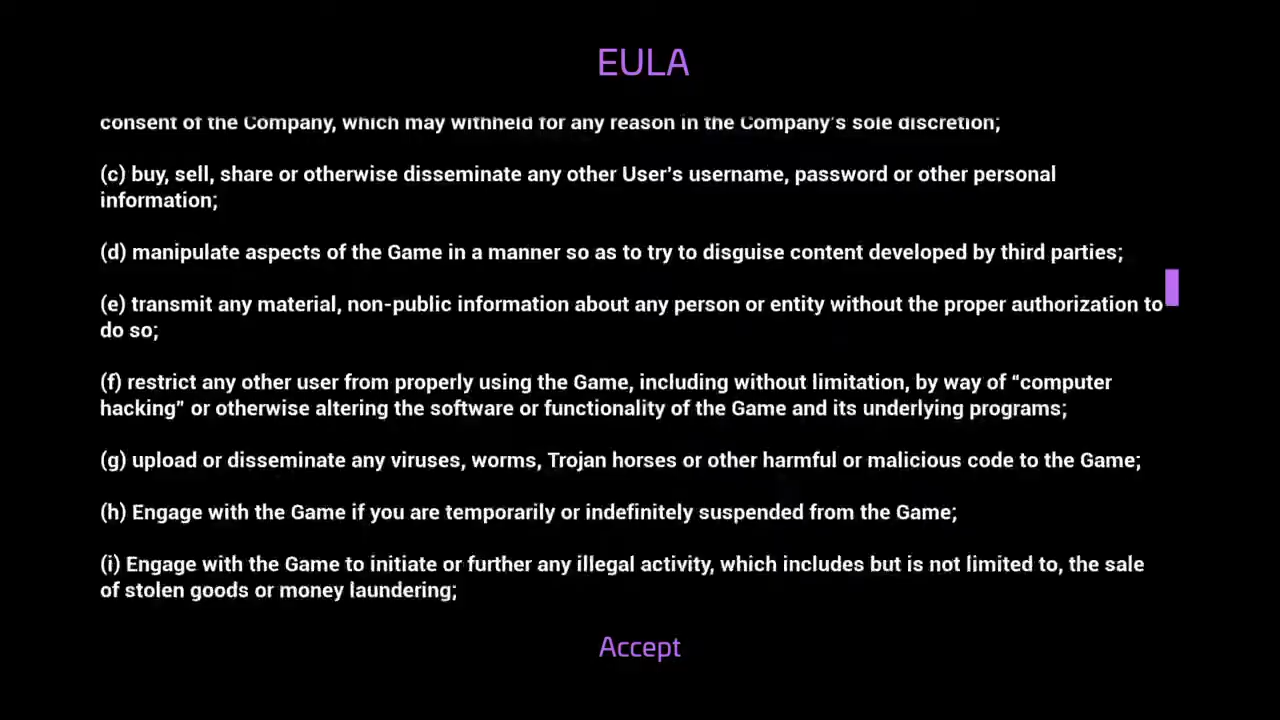 EULA
consent of the Company, which may withheld for any reason in the Company's sole discretion;
(c) buy, sell, share or otherwise disseminate any other User's username, password or other personal
information;
(d) manipulate aspects of the Game in a manner so as to try to disguise content developed by third parties;
(e) transmit any material, non-public information about any person or entity without the proper authorization to
do so;
(f) restrict any other user from properly using the Game, including without limitation, by way of “computer
hacking” or otherwise altering the software or functionality of the Game and its underlying programs;
(g) upload or disseminate any viruses, worms, Trojan horses or other harmful or malicious code to the Game;
(h) Engage with the Game if you are temporarily or indefinitely suspended from the Game;
(i) Engage with the Game to initiate or further any illegal activity, which includes but is not limited to, the sale
of stolen goods or money laundering;
Accept